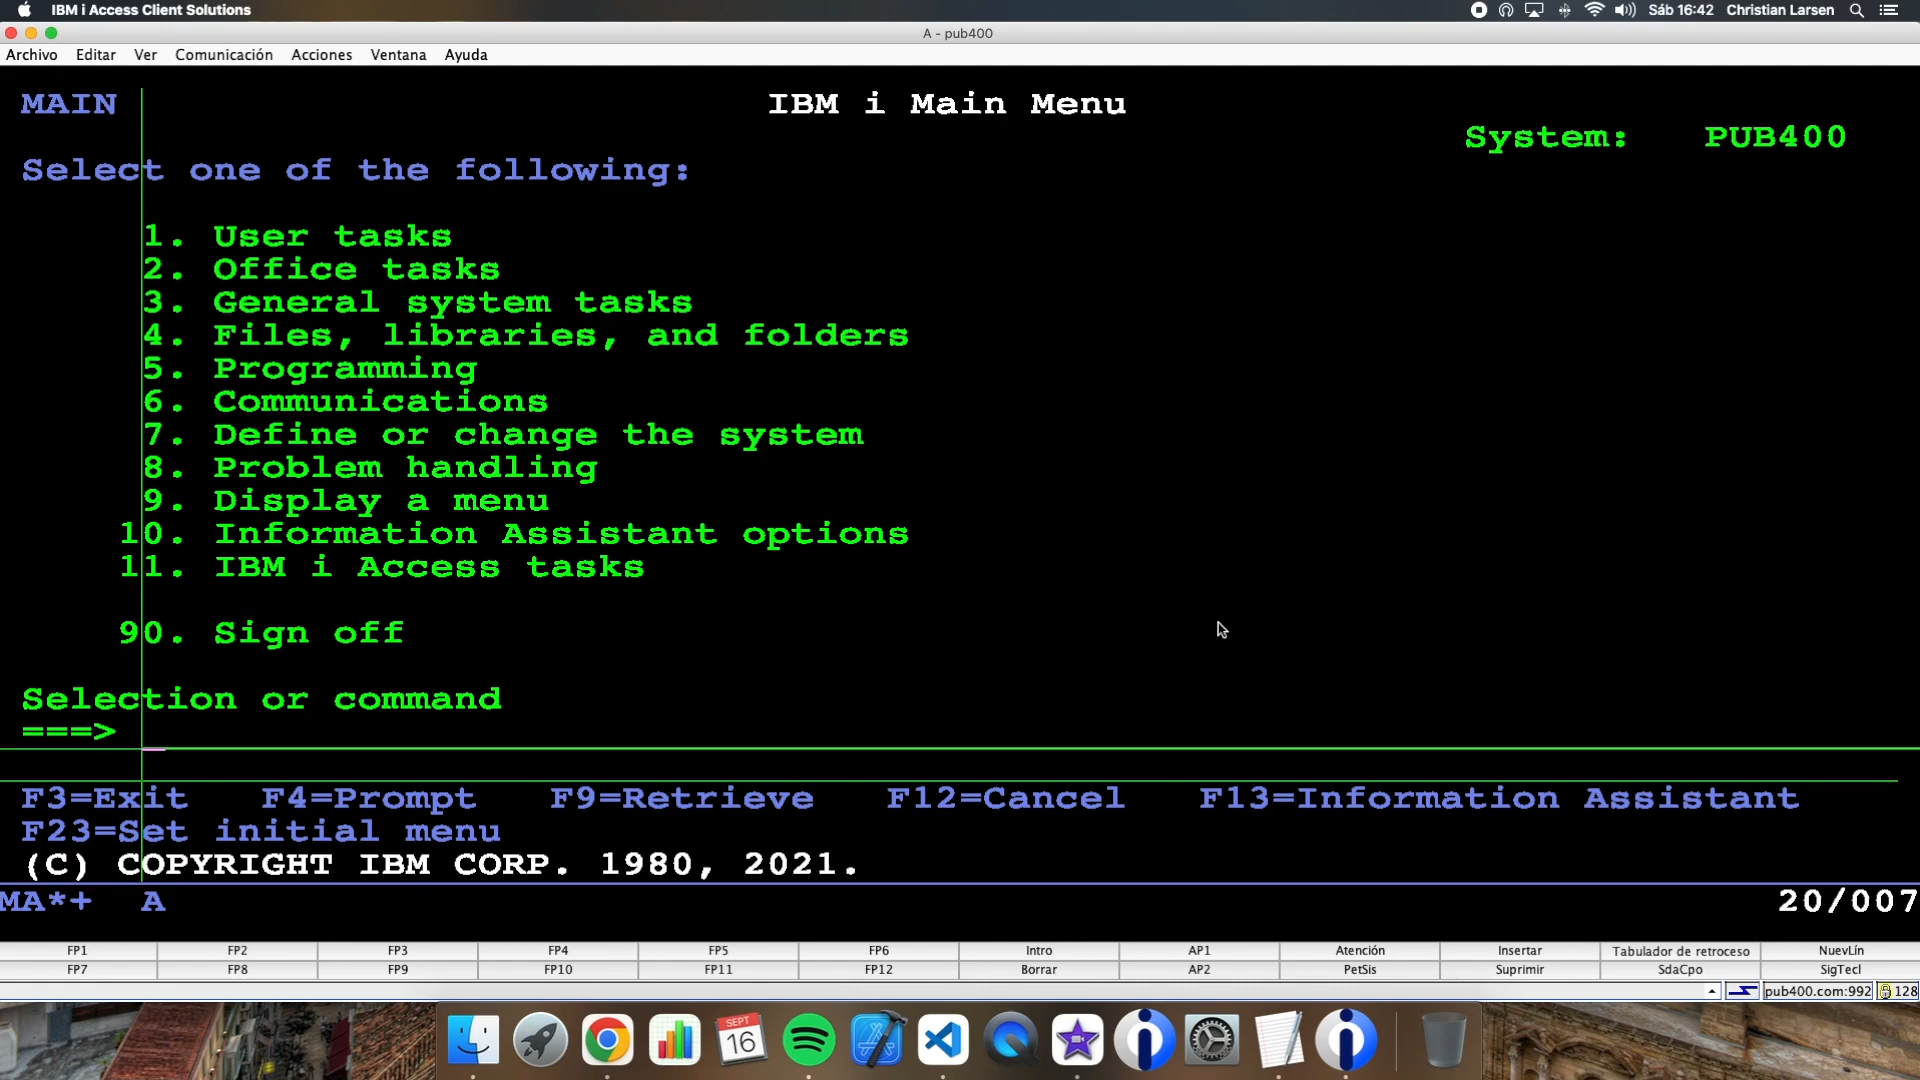 IBM i Access Client Solutions
Sáb 16:42 Christian Larsen
A - pub400
Archivo Editar Ver Comunicación Acciones Ventana Ayuda
MAIN IBM i Main Menu
System: PUB400
Select one of the following:
1. User tasks
2. Office tasks
3. General system tasks
4. Files, libraries, and folders
5. Programming
6. Communications
7. Define or change the system
8. Problem handling
9. Display a menu
10. Information Assistant options
11. IBM i Access tasks
90. Sign off
Selection or command
===>
F3=Exit F4=Prompt F9=Retrieve F12=Cancel F13=Information Assistant
F23=Set initial menu
(C) COPYRIGHT IBM CORP. 1980, 2021.
MA*+ A 20/007
FP1 FP2 FP3 FP4 FP5 FP6 Intro AP1 Atención Insertar Tabulador de retroceso NuevLín
FP7 FP8 FP9 FP10 FP11 FP12 Borrar AP2 PetSis Suprimir SdaCpo SigTecl
pub400.com:992 128
SEPT
16